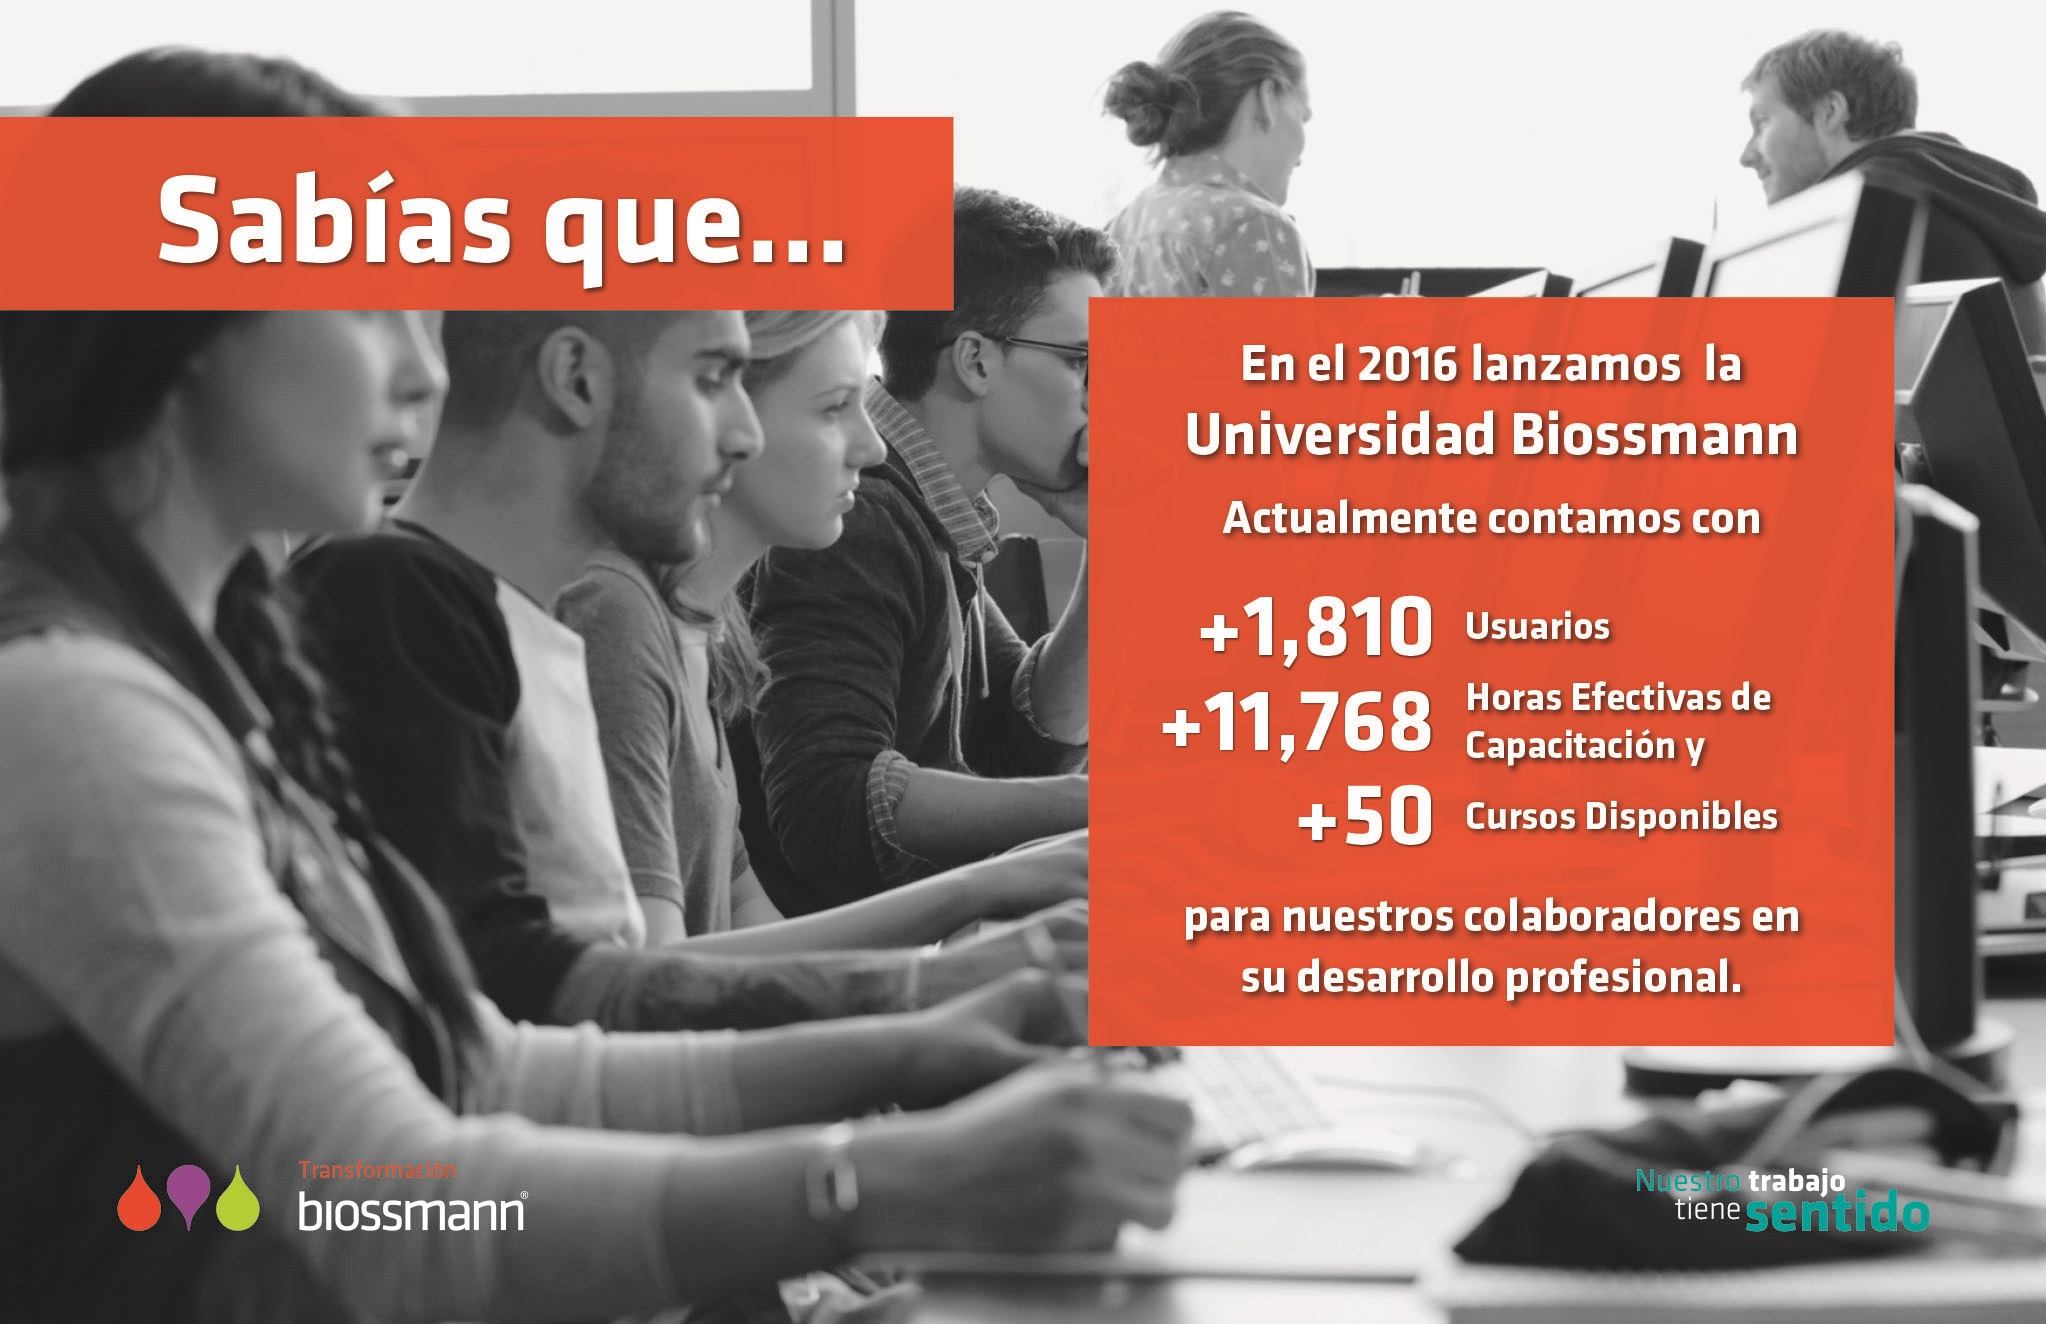 Sabías que...
En el 2016 lanzamos la
Universidad Biossmann
Actualmente contamos con
+1,810 Usuarios
+11,768 Horas Efectivas de
Capacitación y
+50 Cursos Disponibles
para nuestros colaboradores en
su desarrollo profesional.
Transformación
biossmann®
Nuestro trabajo
tiene sentido